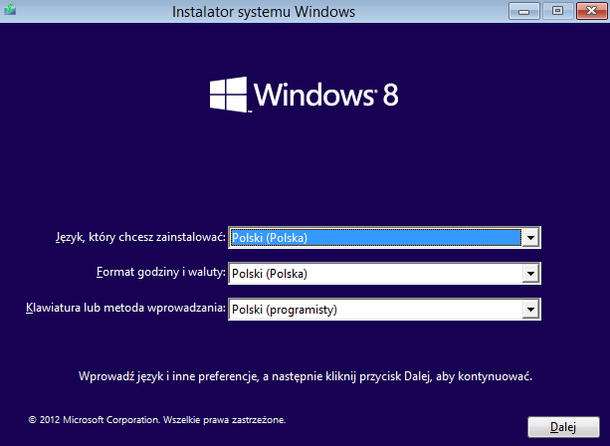 Instalator systemu Windows
Windows 8
Język, który chcesz zainstalować: Polski (Polska)
Format godziny i waluty: Polski (Polska)
Klawiatura lub metoda wprowadzania: Polski (programisty)
Wprowadź język i inne preferencje, a następnie kliknij przycisk Dalej, aby kontynuować.
© 2012 Microsoft Corporation. Wszelkie prawa zastrzeżone.
Dalej